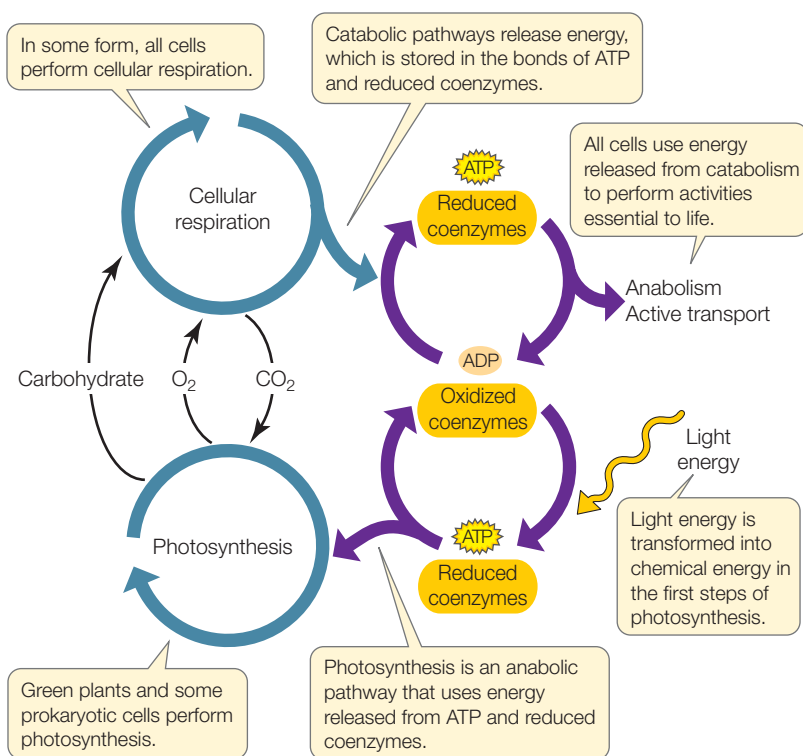 In some form, all cells
perform cellular respiration.
Catabolic pathways release energy,
which is stored in the bonds of ATP
and reduced coenzymes.
All cells use energy
released from catabolism
to perform activities
essential to life.
Cellular
respiration
ATP
Reduced
coenzymes
Anabolism
Active transport
Carbohydrate
O₂
CO₂
ADP
Oxidized
coenzymes
Light
energy
Photosynthesis
ATP
Reduced
coenzymes
Light energy is
transformed into
chemical energy in
the first steps of
photosynthesis.
Green plants and some
prokaryotic cells perform
photosynthesis.
Photosynthesis is an anabolic
pathway that uses energy
released from ATP and reduced
coenzymes.